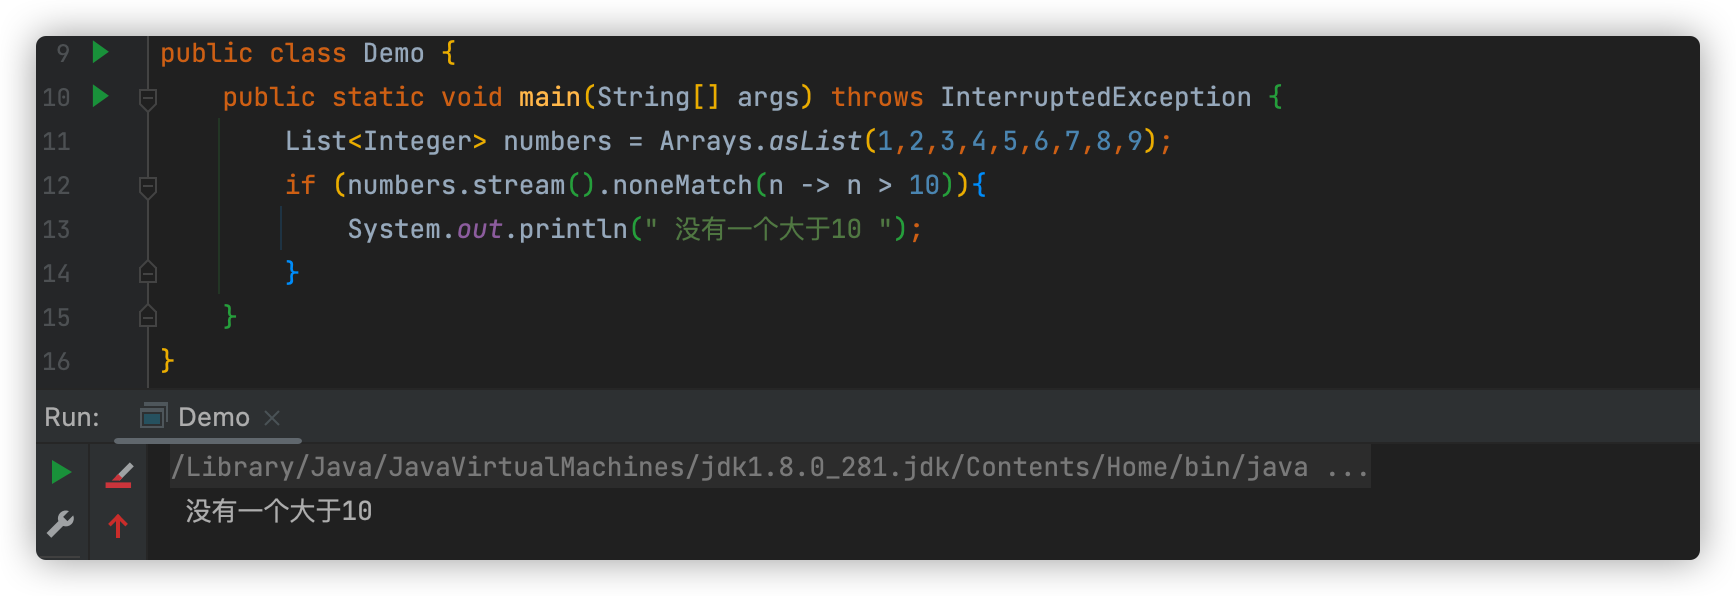 9 public class Demo {
10 public static void main(String[] args) throws InterruptedException {
11 List<Integer> numbers = Arrays.asList(1,2,3,4,5,6,7,8,9);
12 if (numbers.stream().noneMatch(n -> n > 10)){
13 System.out.println(" 没有一个大于10 ");
14 }
15 }
16 }
Run: Demo
/Library/Java/JavaVirtualMachines/jdk1.8.0_281.jdk/Contents/Home/bin/java ...
没有一个大于10